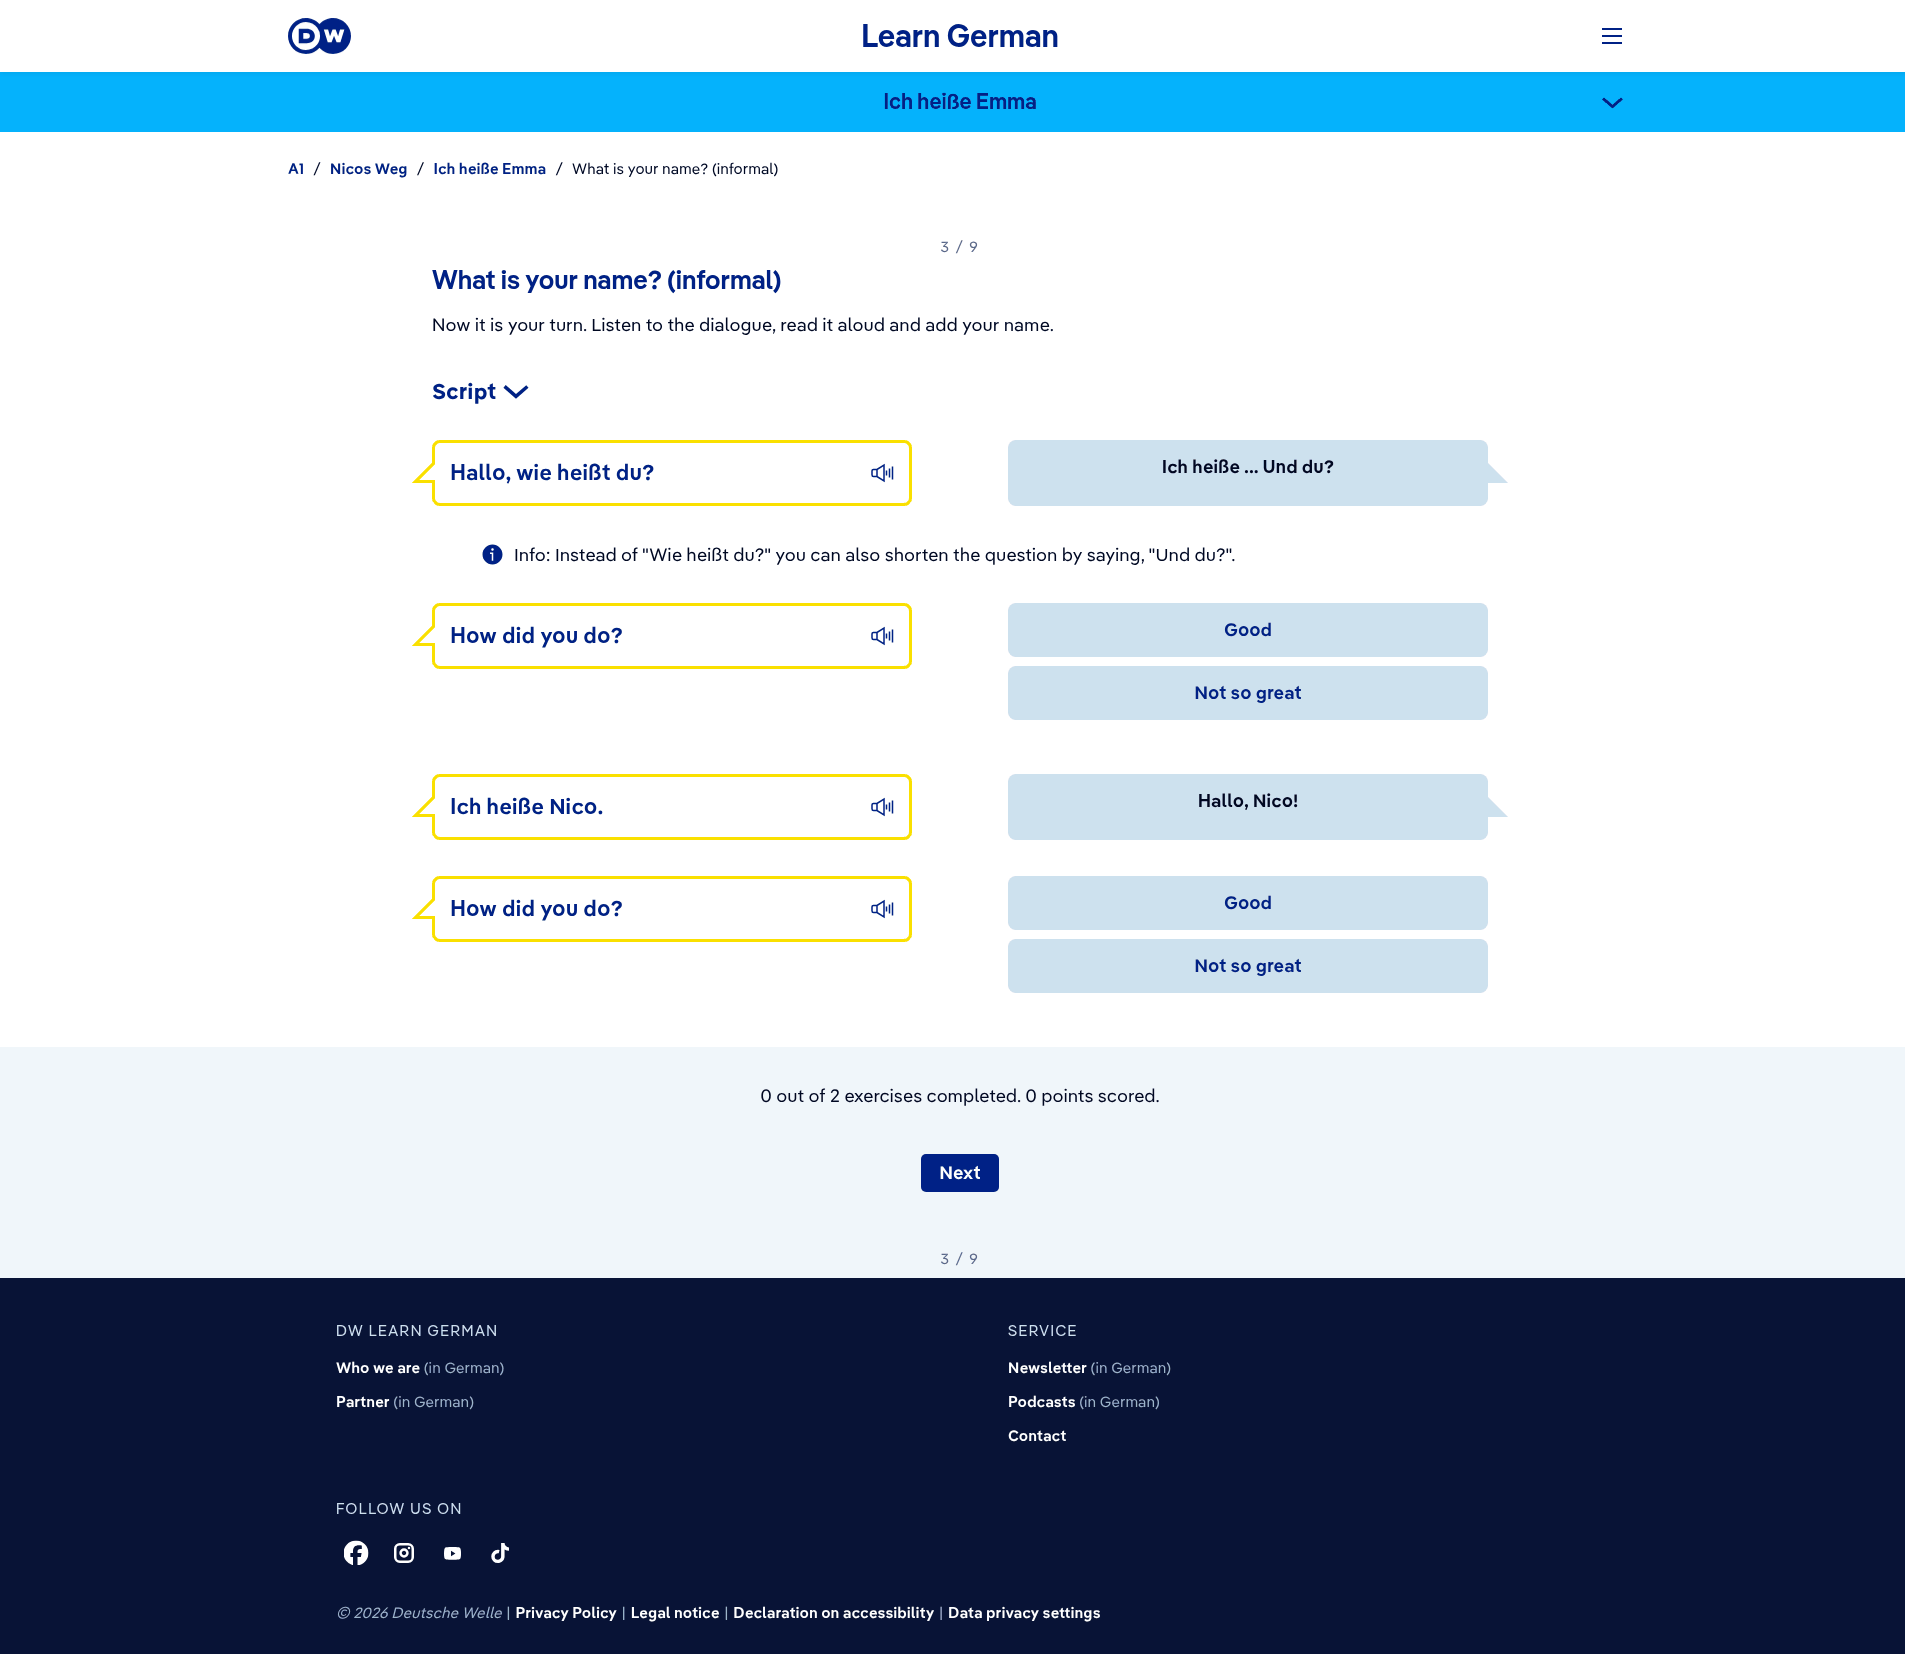 DW
Learn German
Ich heiße Emma
A1 / Nicos Weg / Ich heiße Emma / What is your name? (informal)
3 / 9
What is your name? (informal)
Now it is your turn. Listen to the dialogue, read it aloud and add your name.
Script
Hallo, wie heißt du?
Ich heiße ... Und du?
Info: Instead of "Wie heißt du?" you can also shorten the question by saying, "Und du?".
How did you do?
Good
Not so great
Ich heiße Nico.
Hallo, Nico!
How did you do?
Good
Not so great
0 out of 2 exercises completed. 0 points scored.
Next
3 / 9
DW LEARN GERMAN
Who we are (in German)
Partner (in German)
SERVICE
Newsletter (in German)
Podcasts (in German)
Contact
FOLLOW US ON
© 2026 Deutsche Welle | Privacy Policy | Legal notice | Declaration on accessibility | Data privacy settings